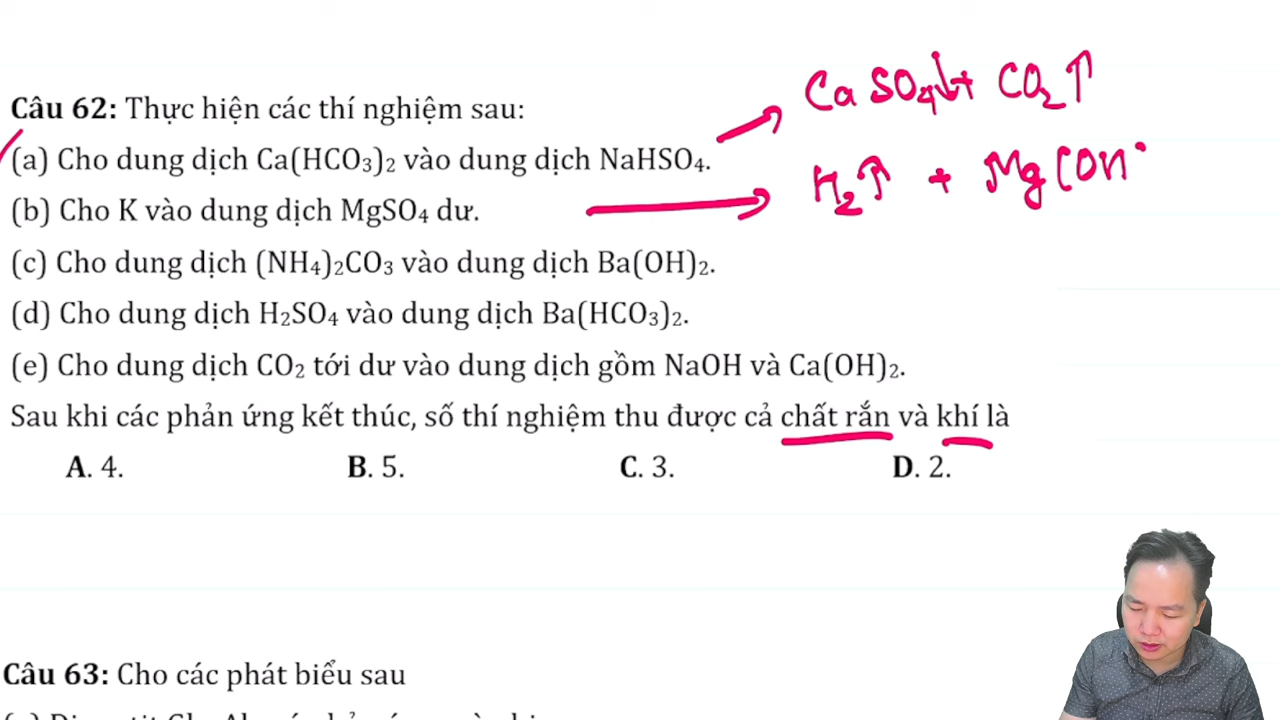 Câu 62: Thực hiện các thí nghiệm sau:
CaSO₄↓ + CO₂↑
(a) Cho dung dịch Ca(HCO₃)₂ vào dung dịch NaHSO₄.
H₂↑ + Mg(OH
(b) Cho K vào dung dịch MgSO₄ dư.
(c) Cho dung dịch (NH₄)₂CO₃ vào dung dịch Ba(OH)₂.
(d) Cho dung dịch H₂SO₄ vào dung dịch Ba(HCO₃)₂.
(e) Cho dung dịch CO₂ tới dư vào dung dịch gồm NaOH và Ca(OH)₂.
Sau khi các phản ứng kết thúc, số thí nghiệm thu được cả chất rắn và khí là
A. 4. B. 5. C. 3. D. 2.
Câu 63: Cho các phát biểu sau